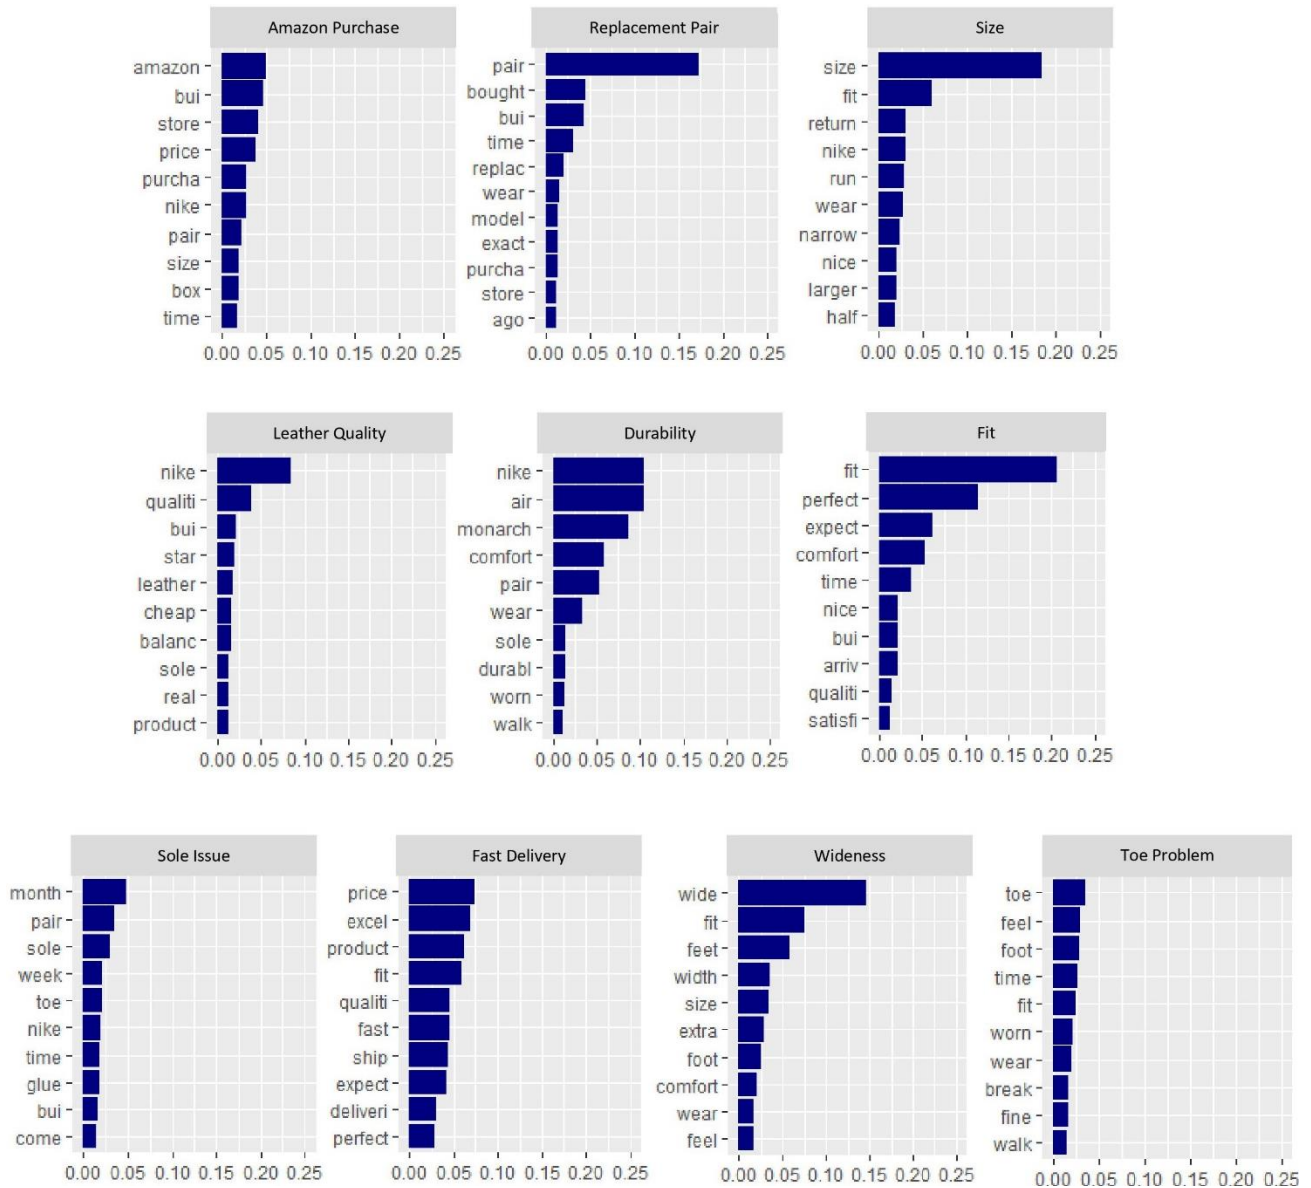 Amazon Purchase
amazon
bui
store
price
purcha
nike
pair
size
box
time
0.00 0.05 0.10 0.15 0.20 0.25
Replacement Pair
pair
bought
bui
time
replac
wear
model
exact
purcha
store
ago
0.00 0.05 0.10 0.15 0.20 0.25
Size
size
fit
return
nike
run
wear
narrow
nice
larger
half
0.00 0.05 0.10 0.15 0.20 0.25
Leather Quality
nike
qualiti
bui
star
leather
cheap
balanc
sole
real
product
0.00 0.05 0.10 0.15 0.20 0.25
Durability
nike
air
monarch
comfort
pair
wear
sole
durabl
worn
walk
0.00 0.05 0.10 0.15 0.20 0.25
Fit
fit
perfect
expect
comfort
time
nice
bui
arriv
qualiti
satisfi
0.00 0.05 0.10 0.15 0.20 0.25
Sole Issue
month
pair
sole
week
toe
nike
time
glue
bui
come
0.00 0.05 0.10 0.15 0.20 0.25
Fast Delivery
price
excel
product
fit
qualiti
fast
ship
expect
deliveri
perfect
0.00 0.05 0.10 0.15 0.20 0.25
Wideness
wide
fit
feet
width
size
extra
foot
comfort
wear
feel
0.00 0.05 0.10 0.15 0.20 0.25
Toe Problem
toe
feel
foot
time
fit
worn
wear
break
fine
walk
0.00 0.05 0.10 0.15 0.20 0.25